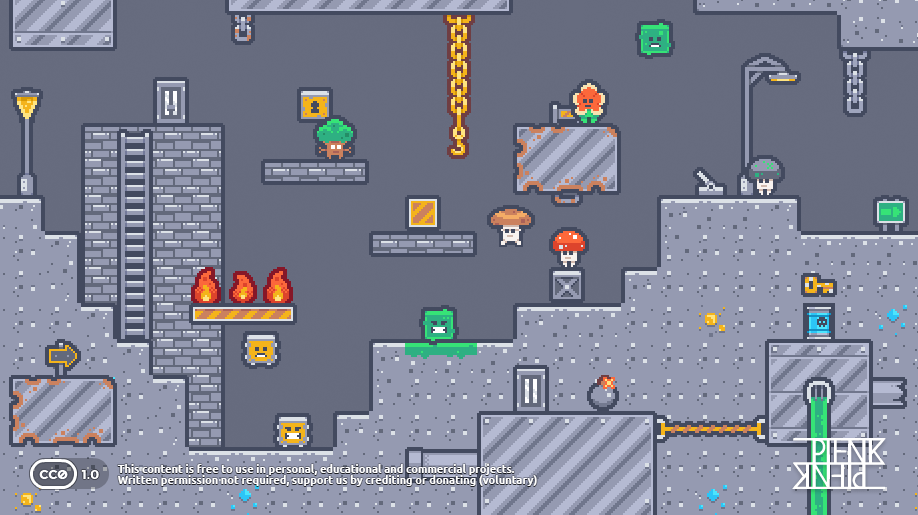 PIENK
PIENK
CC0 1.0
This content is free to use in personal, educational and commercial projects.
Written permission not required, support us by crediting or donating (voluntary)